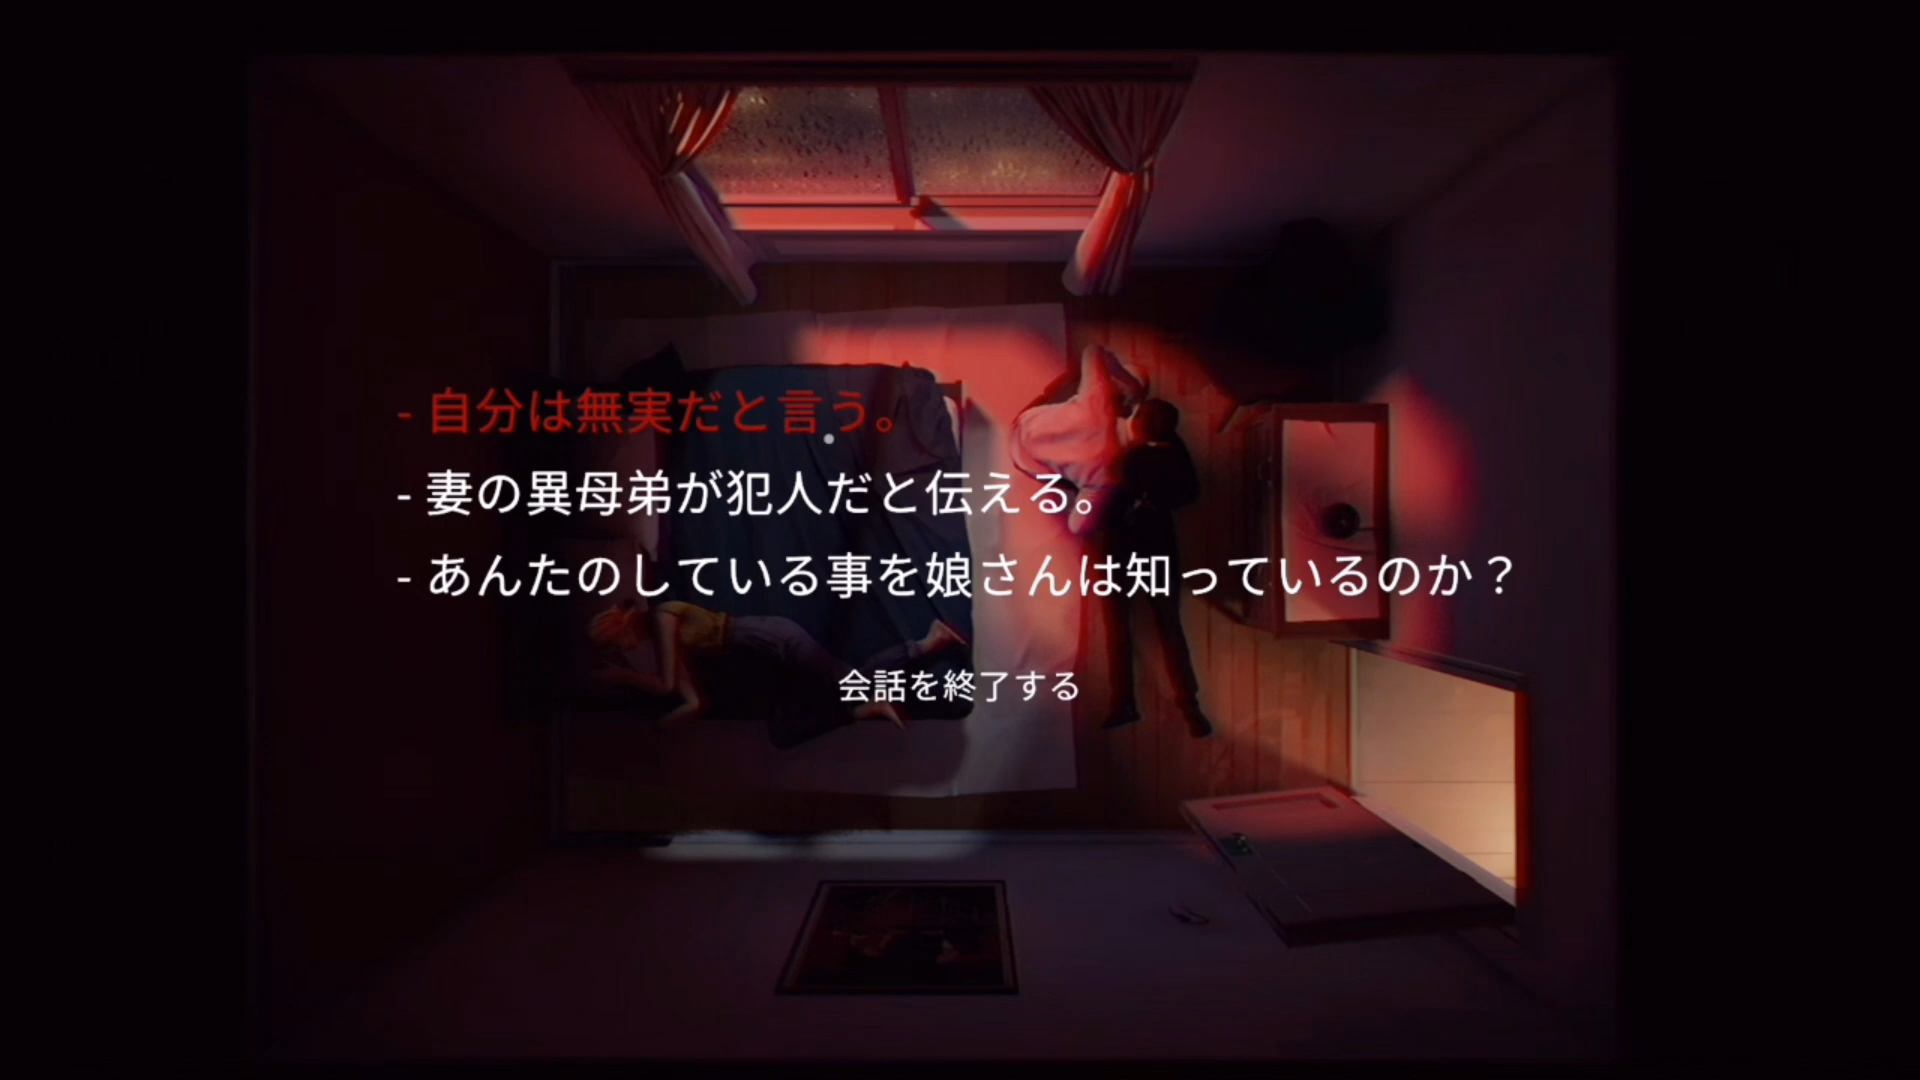 - 自分は無実だと言う。
- 妻の異母弟が犯人だと伝える。
- あんたのしている事を娘さんは知っているのか？
会話を終了する